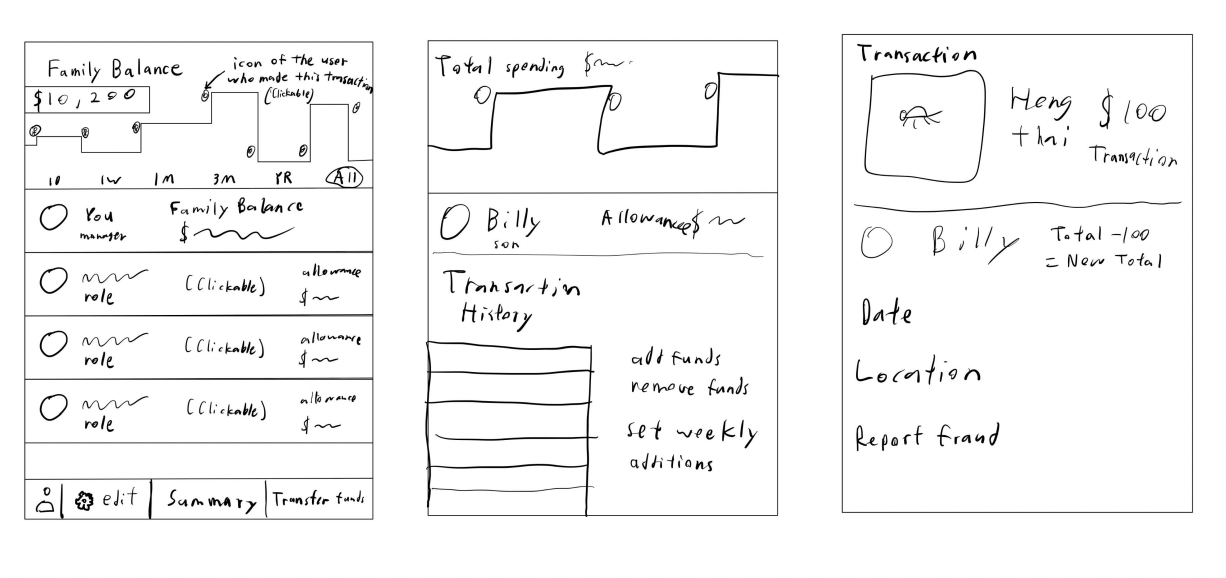 Family Balance
icon of the user
who made this trasaction
(Clickable)
$10,200
1D 1W 1M 3M YR All
You
manager
Family Balance
$
role
(Clickable)
allowance
$
role
(Clickable)
allowance
$
role
(Clickable)
allowance
$
edit
Summary
Transfer funds
Total spending $
Billy
son
Allowance $
Transaction
History
add funds
remove funds
set weekly
additions
Transaction
Heng
thai
$100
Transaction
Billy
Total -100
= New Total
Date
Location
Report fraud